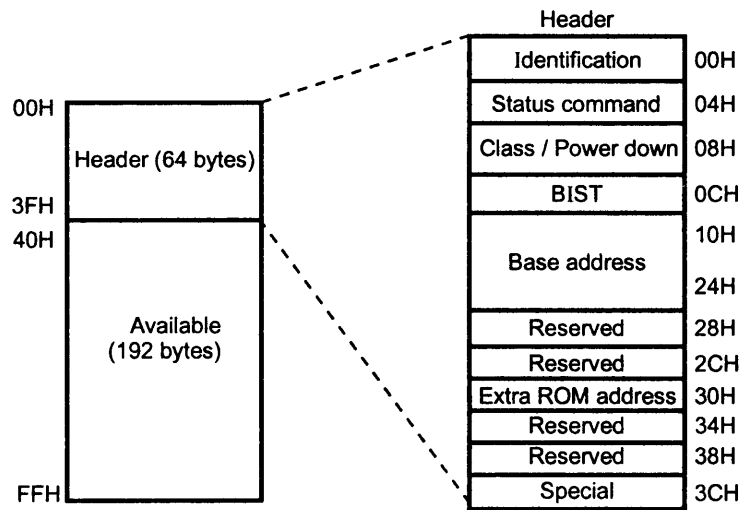 Header
Identification 00H
Status command 04H
Class / Power down 08H
BIST 0CH
Base address 10H
24H
Reserved 28H
Reserved 2CH
Extra ROM address 30H
Reserved 34H
Reserved 38H
Special 3CH
00H
Header (64 bytes)
3FH
40H
Available
(192 bytes)
FFH